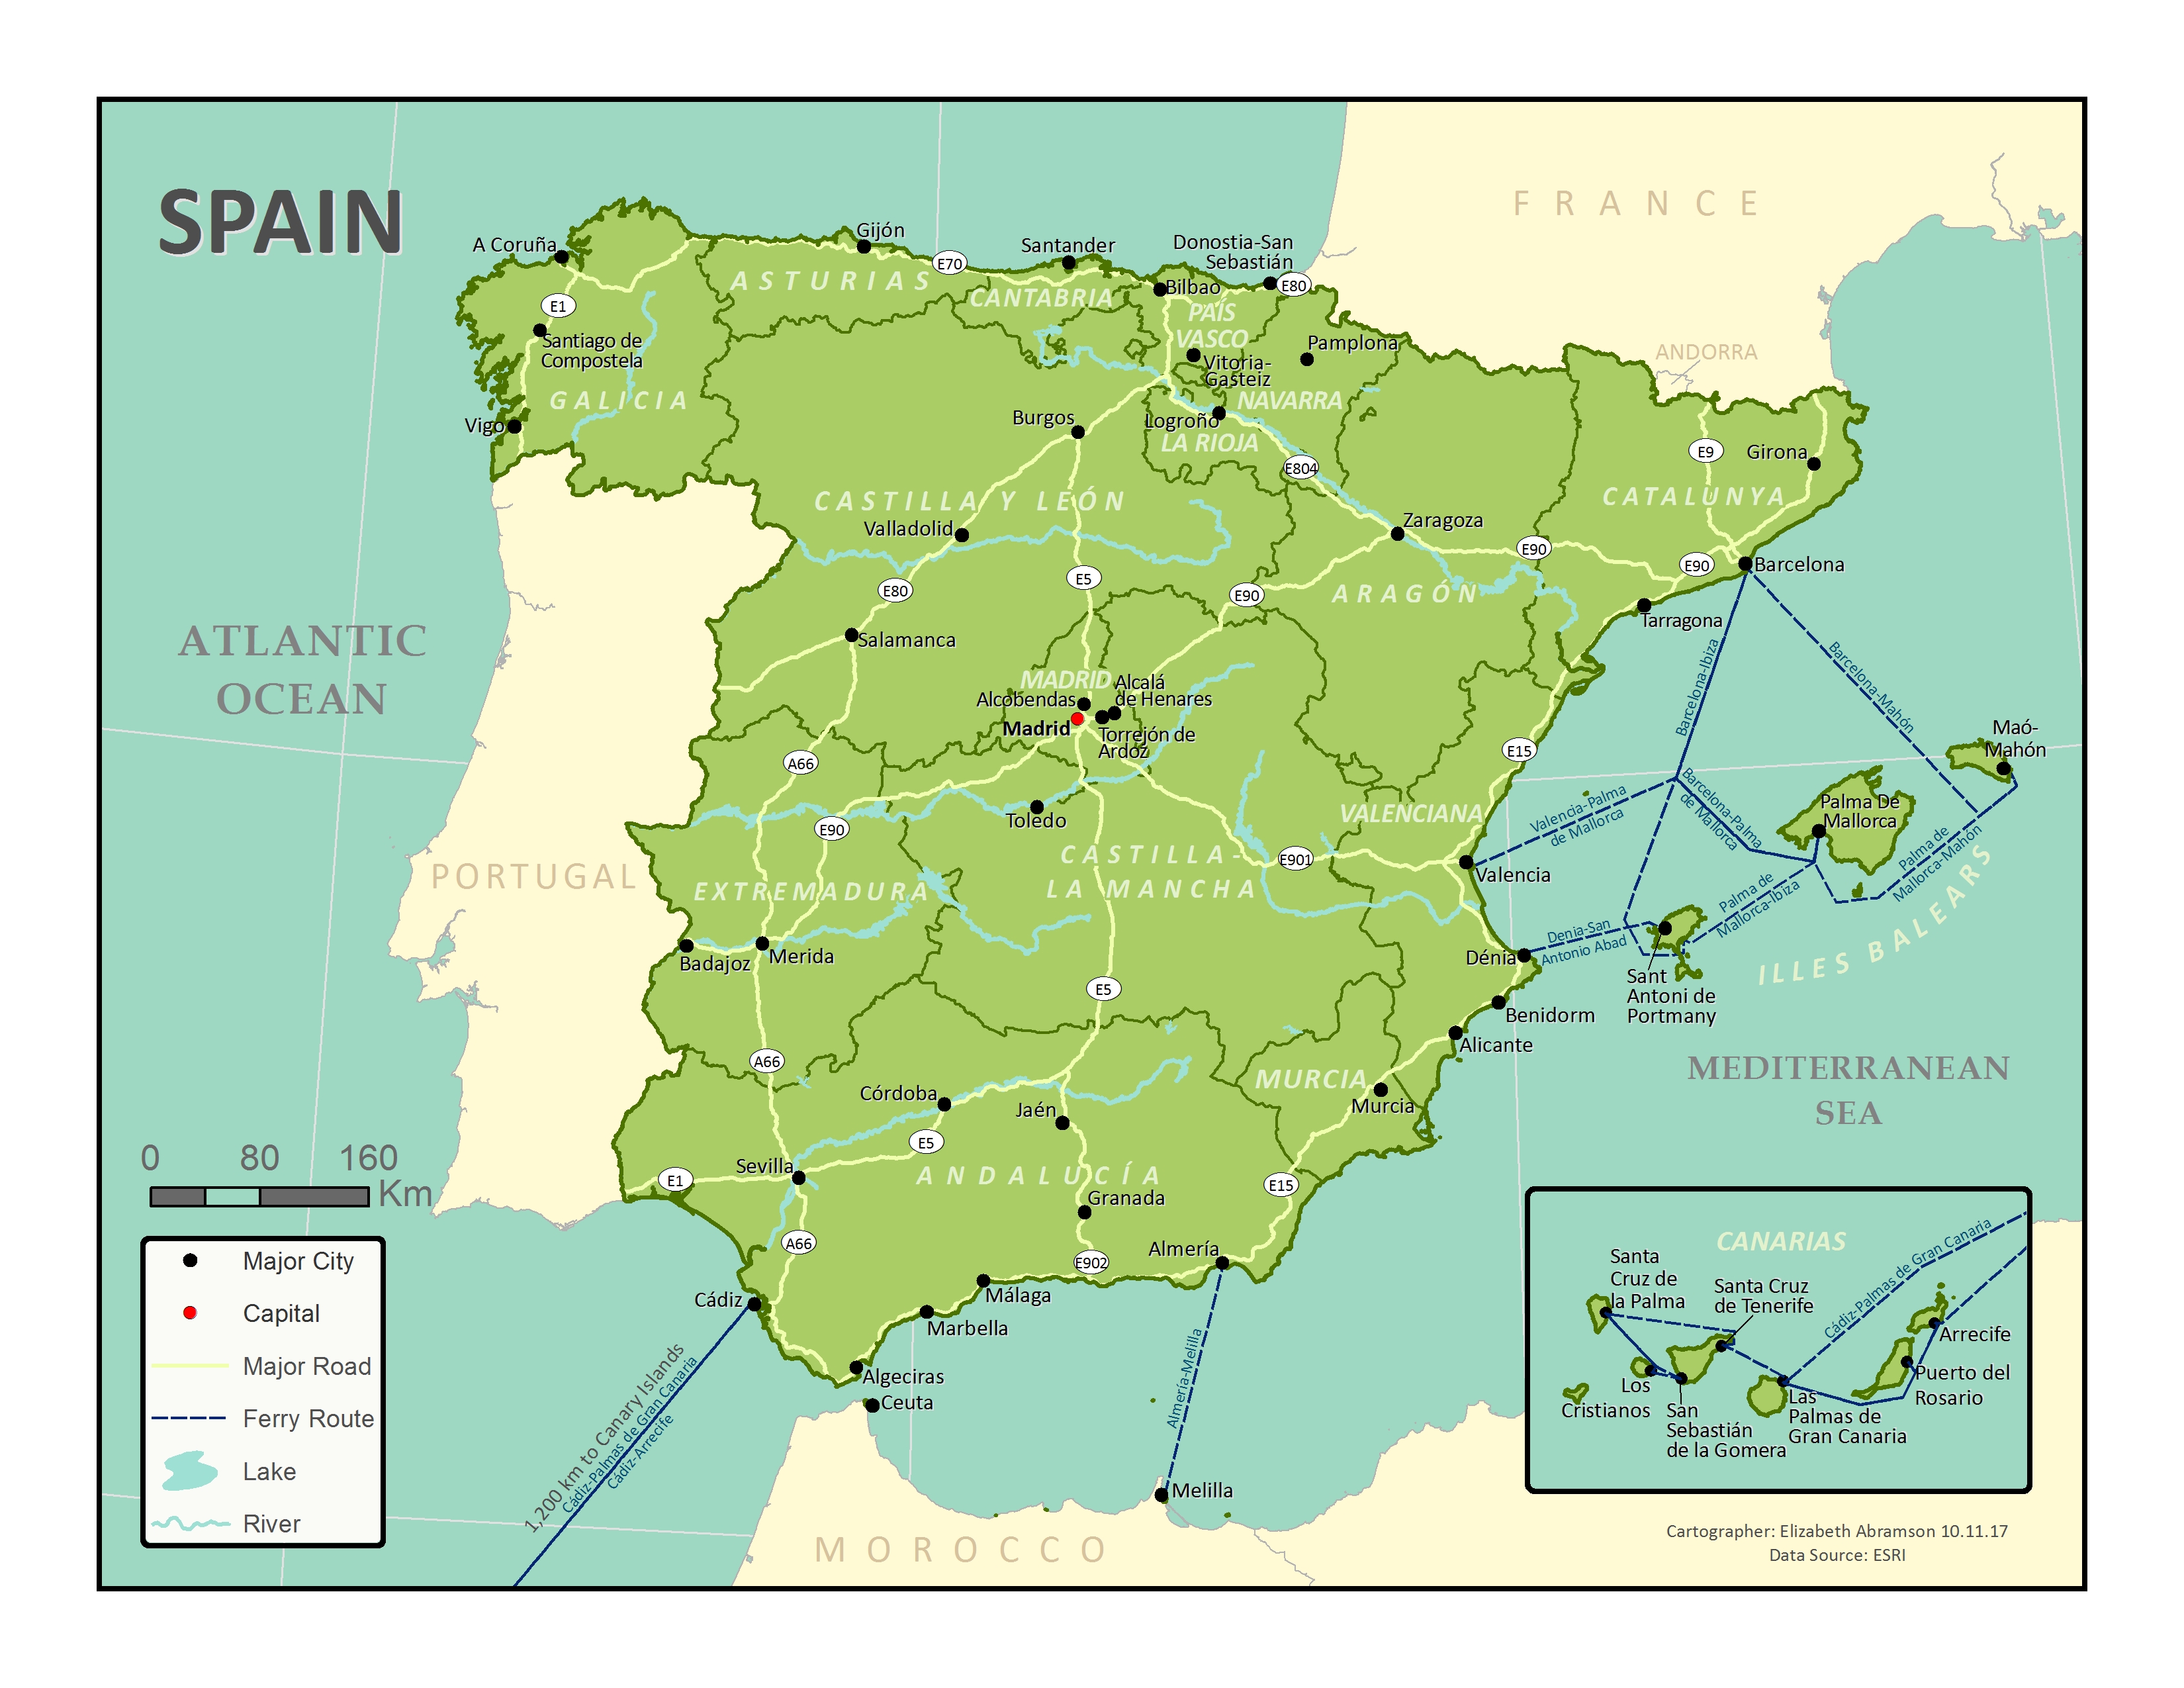 SPAIN
FRANCE
A Coruña
Gijón
Santander
Donostia-San
Sebastián
E70
E80
Bilbao
ASTURIAS
CANTABRIA
PAÍS
VASCO
E1
Santiago de
Compostela
Pamplona
ANDORRA
Vitoria-
Gasteiz
GALICIA
NAVARRA
Vigo
Burgos
Logroño
LA RIOJA
E9
Girona
E804
CASTILLA Y LEÓN
CATALUNYA
Valladolid
Zaragoza
E90
E90
Barcelona
E5
E80
E90
ARAGÓN
Tarragona
ATLANTIC
OCEAN
Salamanca
Barcelona-Ibiza
Barcelona-Mahón
MADRID
Alcalá
de Henares
Alcobendas
Madrid
Torrejón de
Ardoz
Maó-
Mahón
E15
A66
Barcelona-Palma
de Mallorca
Valencia-Palma
de Mallorca
Palma De
Mallorca
Toledo
VALENCIANA
E90
Palma de
Mallorca-Mahón
CASTILLA-
LA MANCHA
E901
PORTUGAL
EXTREMADURA
Valencia
Palma de
Mallorca-Ibiza
ILLES BALEARS
Denia-San
Antonio Abad
Badajoz
Merida
Dénia
Sant
Antoni de
Portmany
E5
Benidorm
Alicante
A66
MEDITERRANEAN
SEA
MURCIA
Murcia
Córdoba
Jaén
E5
0 80 160
Km
Sevilla
E1
ANDALUCÍA
E15
Granada
A66
Almería
E902
Málaga
Cádiz
Marbella
Algeciras
Ceuta
Almería-Melilla
Melilla
1,200 km to Canary Islands
Cádiz-Palmas de Gran Canaria
Cádiz-Arrecife
MOROCCO
Major City
Capital
Major Road
Ferry Route
Lake
River
CANARIAS
Cádiz-Palmas de Gran Canaria
Santa
Cruz de
la Palma
Santa Cruz
de Tenerife
Arrecife
Puerto del
Rosario
Los
Cristianos
San
Sebastián
de la Gomera
Las
Palmas de
Gran Canaria
Cartographer: Elizabeth Abramson 10.11.17
Data Source: ESRI